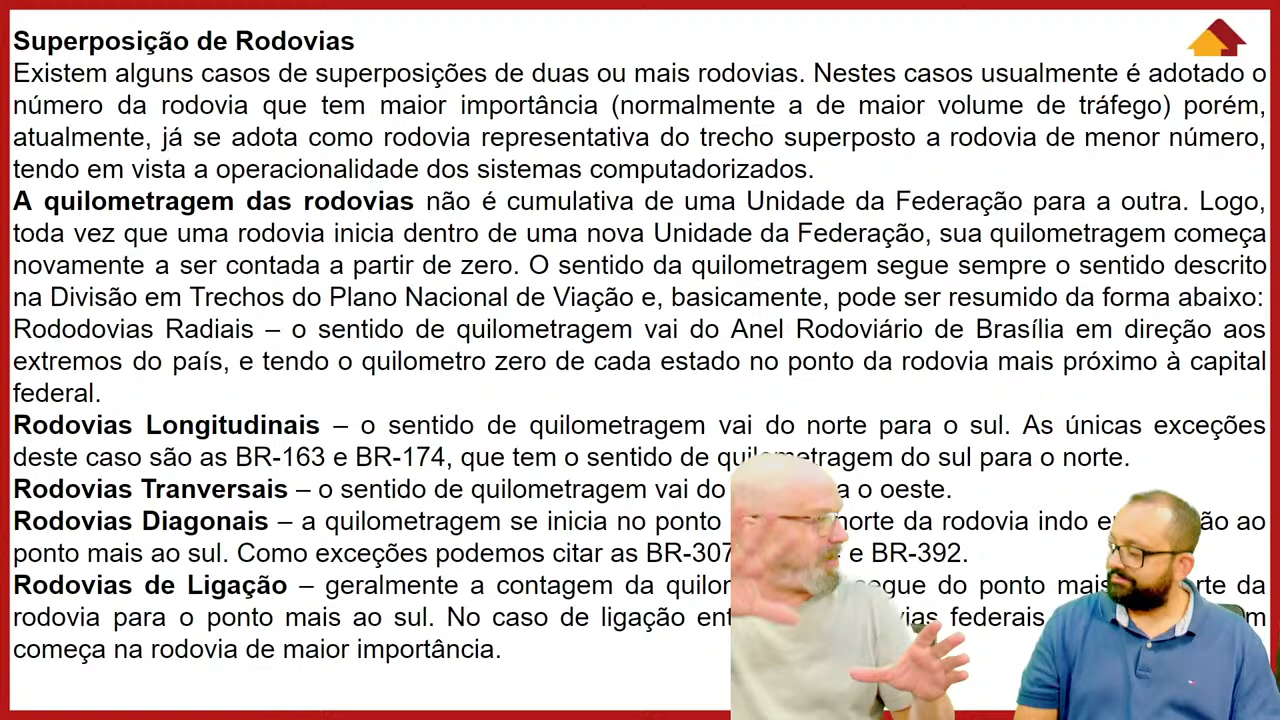 Superposição de Rodovias
Existem alguns casos de superposições de duas ou mais rodovias. Nestes casos usualmente é adotado o
número da rodovia que tem maior importância (normalmente a de maior volume de tráfego) porém,
atualmente, já se adota como rodovia representativa do trecho superposto a rodovia de menor número,
tendo em vista a operacionalidade dos sistemas computadorizados.
A quilometragem das rodovias não é cumulativa de uma Unidade da Federação para a outra. Logo,
toda vez que uma rodovia inicia dentro de uma nova Unidade da Federação, sua quilometragem começa
novamente a ser contada a partir de zero. O sentido da quilometragem segue sempre o sentido descrito
na Divisão em Trechos do Plano Nacional de Viação e, basicamente, pode ser resumido da forma abaixo:
Rododovias Radiais – o sentido de quilometragem vai do Anel Rodoviário de Brasília em direção aos
extremos do país, e tendo o quilometro zero de cada estado no ponto da rodovia mais próximo à capital
federal.
Rodovias Longitudinais – o sentido de quilometragem vai do norte para o sul. As únicas exceções
deste caso são as BR-163 e BR-174, que tem o sentido de quilometragem do sul para o norte.
Rodovias Tranversais – o sentido de quilometragem vai do a o oeste.
Rodovias Diagonais – a quilometragem se inicia no ponto norte da rodovia indo ao
ponto mais ao sul. Como exceções podemos citar as BR-307 e BR-392.
Rodovias de Ligação – geralmente a contagem da segue do ponto mais da
rodovia para o ponto mais ao sul. No caso de ligação federais
começa na rodovia de maior importância.